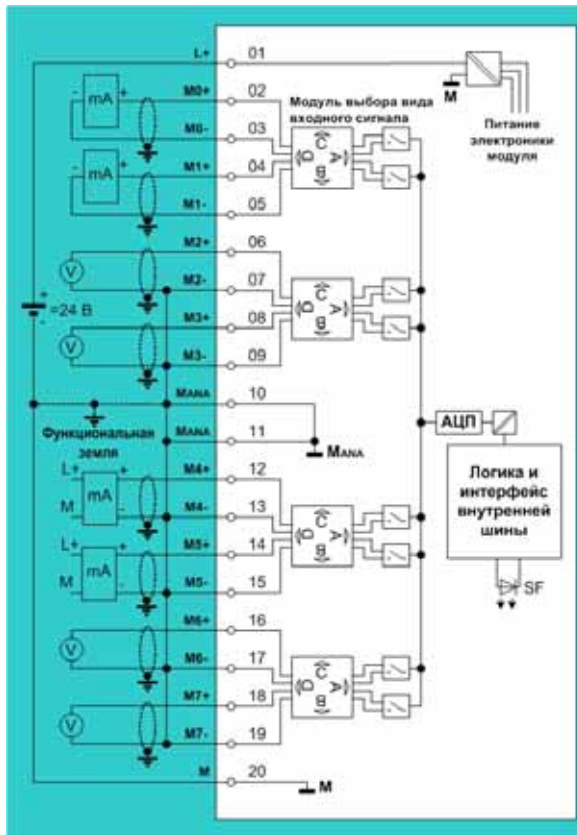 L+ 01
M
Питание
электроники
модуля
Модуль выбора вида
входного сигнала
- mA + M0+ 02
M0- 03
- mA + M1+ 04
M1- 05
A B C D
V M2+ 06
M2- 07
V M3+ 08
M3- 09
A B C D
+
=24 В
-
MANA 10
Функциональная
земля
MANA 11
MANA
АЦП
Логика и
интерфейс
внутренней
шины
SF
L+ + M4+ 12
mA
M - M4- 13
L+ + M5+ 14
mA
M - M5- 15
A B C D
V M6+ 16
M6- 17
V M7+ 18
M7- 19
A B C D
M 20
M